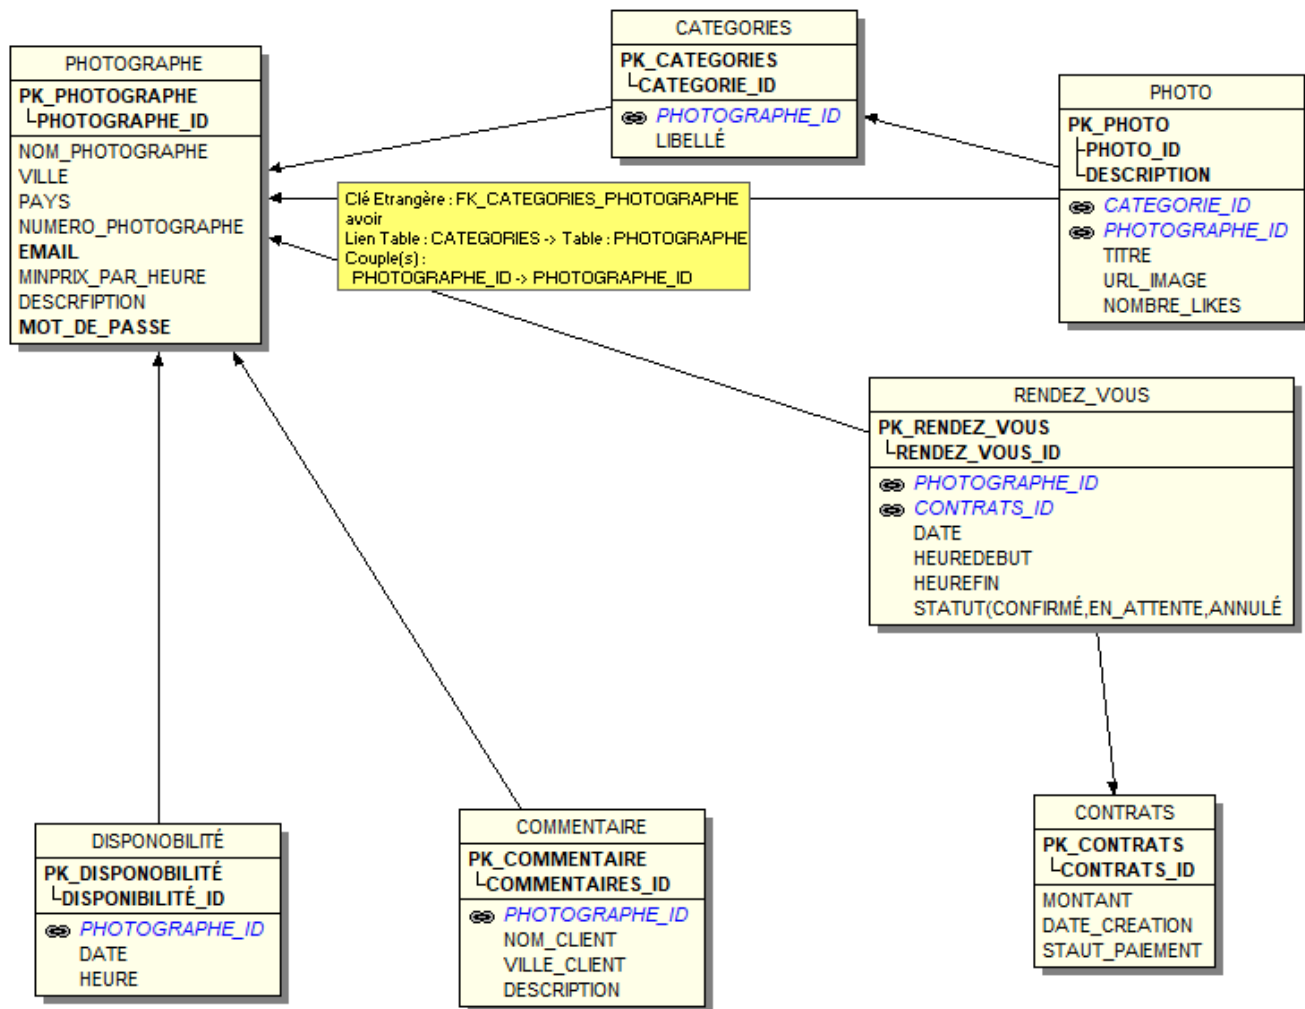 PHOTOGRAPHE
PK_PHOTOGRAPHE
PHOTOGRAPHE_ID
NOM_PHOTOGRAPHE
VILLE
PAYS
NUMERO_PHOTOGRAPHE
EMAIL
MINPRIX_PAR_HEURE
DESCRFIPTION
MOT_DE_PASSE
CATEGORIES
PK_CATEGORIES
CATEGORIE_ID
PHOTOGRAPHE_ID
LIBELLÉ
PHOTO
PK_PHOTO
PHOTO_ID
DESCRIPTION
CATEGORIE_ID
PHOTOGRAPHE_ID
TITRE
URL_IMAGE
NOMBRE_LIKES
Clé Etrangère : FK_CATEGORIES_PHOTOGRAPHE
avoir
Lien Table : CATEGORIES -> Table : PHOTOGRAPHE
Couple(s) :
PHOTOGRAPHE_ID -> PHOTOGRAPHE_ID
RENDEZ_VOUS
PK_RENDEZ_VOUS
RENDEZ_VOUS_ID
PHOTOGRAPHE_ID
CONTRATS_ID
DATE
HEUREDEBUT
HEUREFIN
STATUT(CONFIRMÉ,EN_ATTENTE,ANNULÉ
DISPONOBILITÉ
PK_DISPONOBILITÉ
DISPONIBILITÉ_ID
PHOTOGRAPHE_ID
DATE
HEURE
COMMENTAIRE
PK_COMMENTAIRE
COMMENTAIRES_ID
PHOTOGRAPHE_ID
NOM_CLIENT
VILLE_CLIENT
DESCRIPTION
CONTRATS
PK_CONTRATS
CONTRATS_ID
MONTANT
DATE_CREATION
STAUT_PAIEMENT